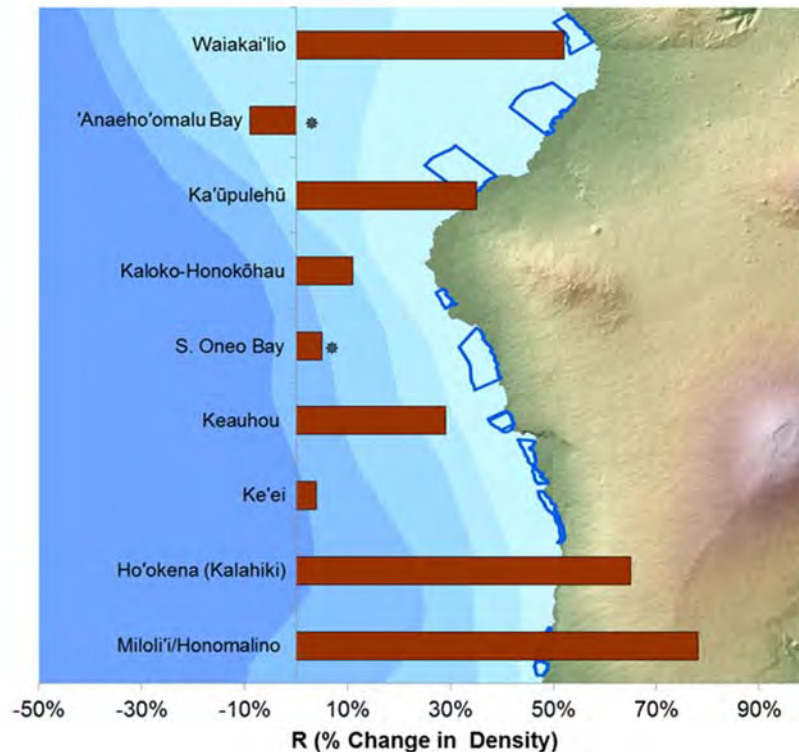 Waiakai'lio
'Anaeho'omalu Bay
*
Ka'ūpulehū
Kaloko-Honokōhau
S. Oneo Bay
*
Keauhou
Ke'ei
Ho'okena (Kalahiki)
Miloli'i/Honomalino
-50% -30% -10% 10% 30% 50% 70% 90%
R (% Change in Density)